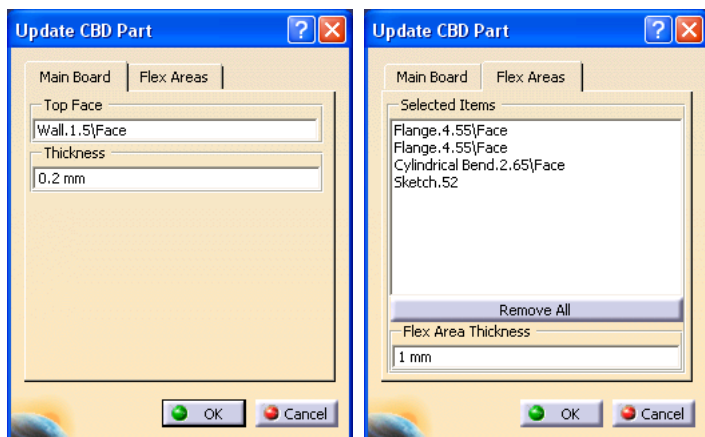 Update CBD Part
Main Board
Flex Areas
Top Face
Wall.1.5\Face
Thickness
0.2 mm
OK
Cancel
Update CBD Part
Main Board
Flex Areas
Selected Items
Flange.4.55\Face
Flange.4.55\Face
Cylindrical Bend.2.65\Face
Sketch.52
Remove All
Flex Area Thickness
1 mm
OK
Cancel